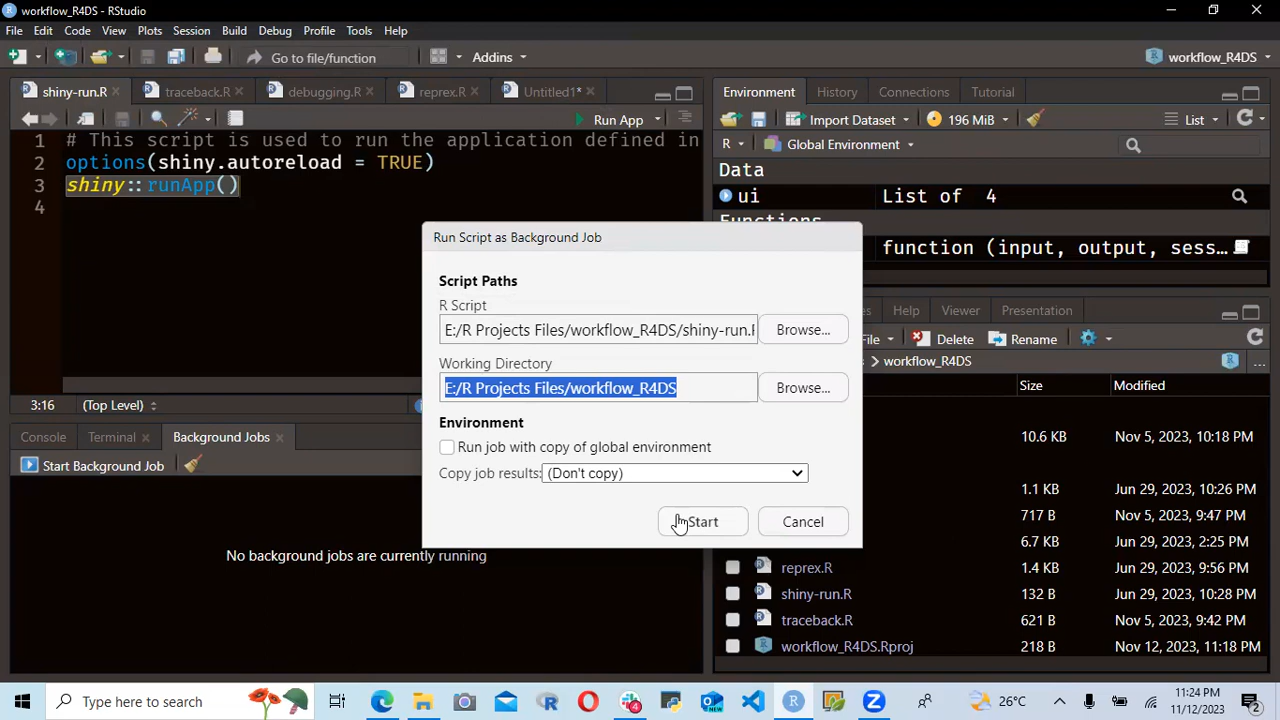 workflow_R4DS - RStudio
File Edit Code View Plots Session Build Debug Profile Tools Help
Go to file/function Addins workflow_R4DS
shiny-run.R traceback.R debugging.R reprex.R Untitled1*
Run App
1 # This script is used to run the application defined in
2 options(shiny.autoreload = TRUE)
3 shiny::runApp()
4
3:16 (Top Level)
Environment History Connections Tutorial
Import Dataset 196 MiB List
R Global Environment
Data
ui List of 4
Functions
function (input, output, sess…
Run Script as Background Job
Script Paths
R Script
E:/R Projects Files/workflow_R4DS/shiny-run.R
Browse...
Working Directory
E:/R Projects Files/workflow_R4DS
Browse...
Environment
Run job with copy of global environment
Copy job results: (Don't copy)
Start Cancel
Console Terminal Background Jobs
Start Background Job
No background jobs are currently running
Help Viewer Presentation
Delete Rename
workflow_R4DS
Size Modified
10.6 KB Nov 5, 2023, 10:18 PM
1.1 KB Jun 29, 2023, 10:26 PM
717 B Nov 5, 2023, 9:47 PM
6.7 KB Jun 29, 2023, 2:25 PM
reprex.R 1.4 KB Nov 5, 2023, 9:56 PM
shiny-run.R 132 B Jun 29, 2023, 10:28 PM
traceback.R 621 B Nov 5, 2023, 9:42 PM
workflow_R4DS.Rproj 218 B Nov 12, 2023, 11:18 PM
Type here to search
4
26°C
11:24 PM
11/12/2023
2